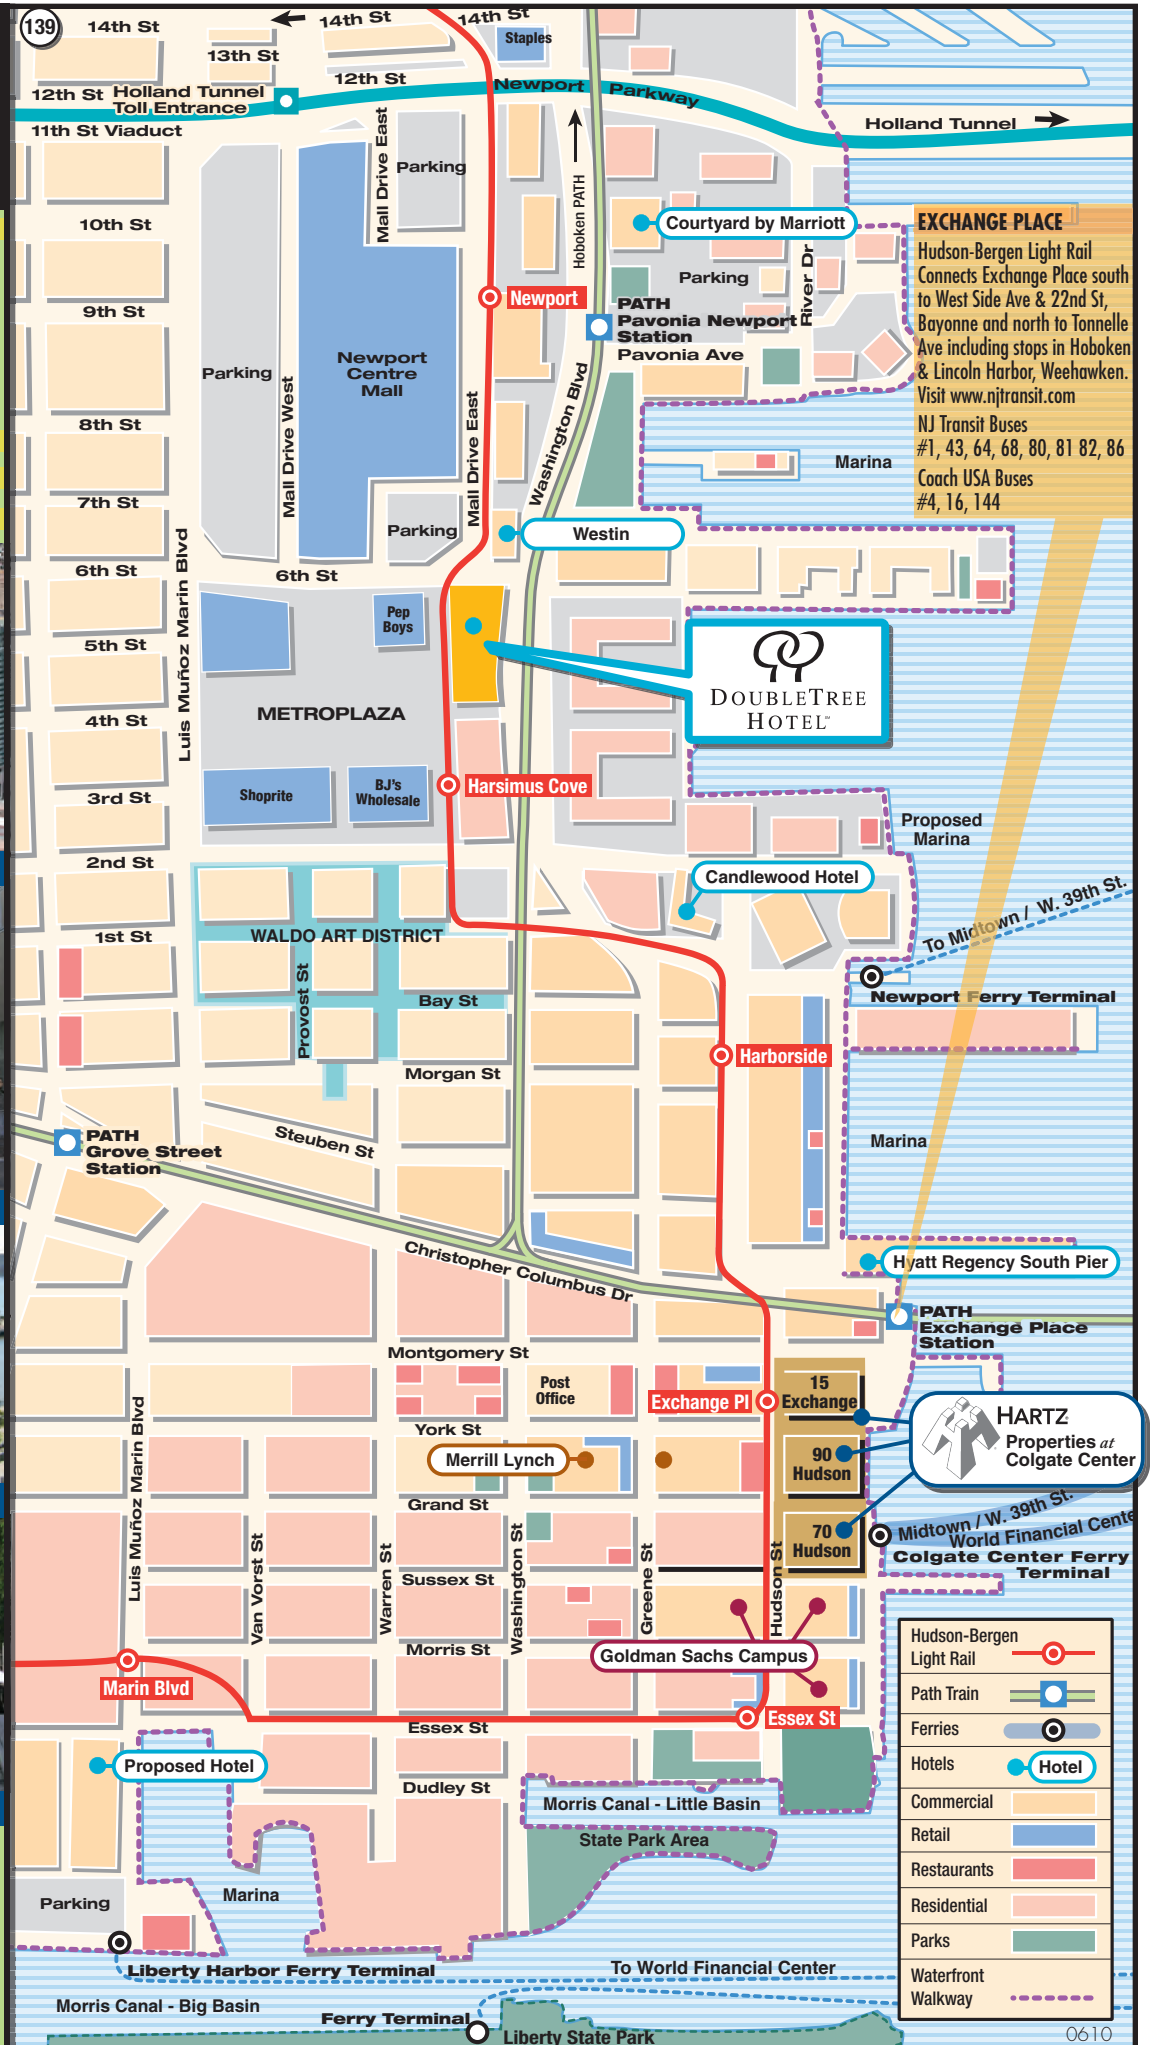 139
14th St
14th St
14th St
Staples
13th St
12th St
12th St
Holland Tunnel
Toll Entrance
Newport Parkway
11th St Viaduct
Holland Tunnel
Mall Drive East
Parking
Hoboken PATH
10th St
Courtyard by Marriott
Parking
River Dr
EXCHANGE PLACE
Hudson-Bergen Light Rail
Connects Exchange Place south
to West Side Ave & 22nd St,
Bayonne and north to Tonnelle
Ave including stops in Hoboken
& Lincoln Harbor, Weehawken.
Visit www.njtransit.com
NJ Transit Buses
#1, 43, 64, 68, 80, 81 82, 86
Coach USA Buses
#4, 16, 144
Newport
9th St
PATH
Pavonia Newport
Station
Pavonia Ave
Parking
Newport
Centre
Mall
Mall Drive West
Mall Drive East
Washington Blvd
8th St
Marina
7th St
Parking
Westin
6th St
6th St
Luis Muñoz Marin Blvd
Pep
Boys
5th St
DOUBLETREE
HOTEL℠
METROPLAZA
4th St
Shoprite
BJ's
Wholesale
Harsimus Cove
3rd St
Proposed
Marina
2nd St
Candlewood Hotel
To Midtown / W. 39th St.
WALDO ART DISTRICT
1st St
Provost St
Bay St
Newport Ferry Terminal
Harborside
Morgan St
PATH
Grove Street
Station
Steuben St
Marina
Christopher Columbus Dr
Hyatt Regency South Pier
PATH
Exchange Place
Station
Montgomery St
Post
Office
15
Exchange
Exchange Pl
HARTZ
Properties at
Colgate Center
York St
Luis Muñoz Marin Blvd
Merrill Lynch
90
Hudson
Grand St
Midtown / W. 39th St.
World Financial Cente
70
Hudson
Colgate Center Ferry
Terminal
Van Vorst St
Warren St
Washington St
Greene St
Hudson St
Sussex St
Morris St
Goldman Sachs Campus
Marin Blvd
Essex St
Essex St
Proposed Hotel
Dudley St
Morris Canal - Little Basin
State Park Area
Parking
Marina
Liberty Harbor Ferry Terminal
To World Financial Center
Morris Canal - Big Basin
Ferry Terminal
Liberty State Park
Hudson-Bergen
Light Rail
Path Train
Ferries
Hotels
Hotel
Commercial
Retail
Restaurants
Residential
Parks
Waterfront
Walkway
0610